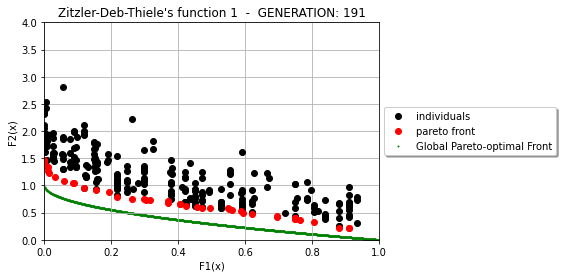 Zitzler-Deb-Thiele's function 1 - GENERATION: 191
4.0
3.5
3.0
2.5
2.0
1.5
1.0
0.5
0.0
F2(x)
0.0 0.2 0.4 0.6 0.8 1.0
F1(x)
individuals
pareto front
Global Pareto-optimal Front